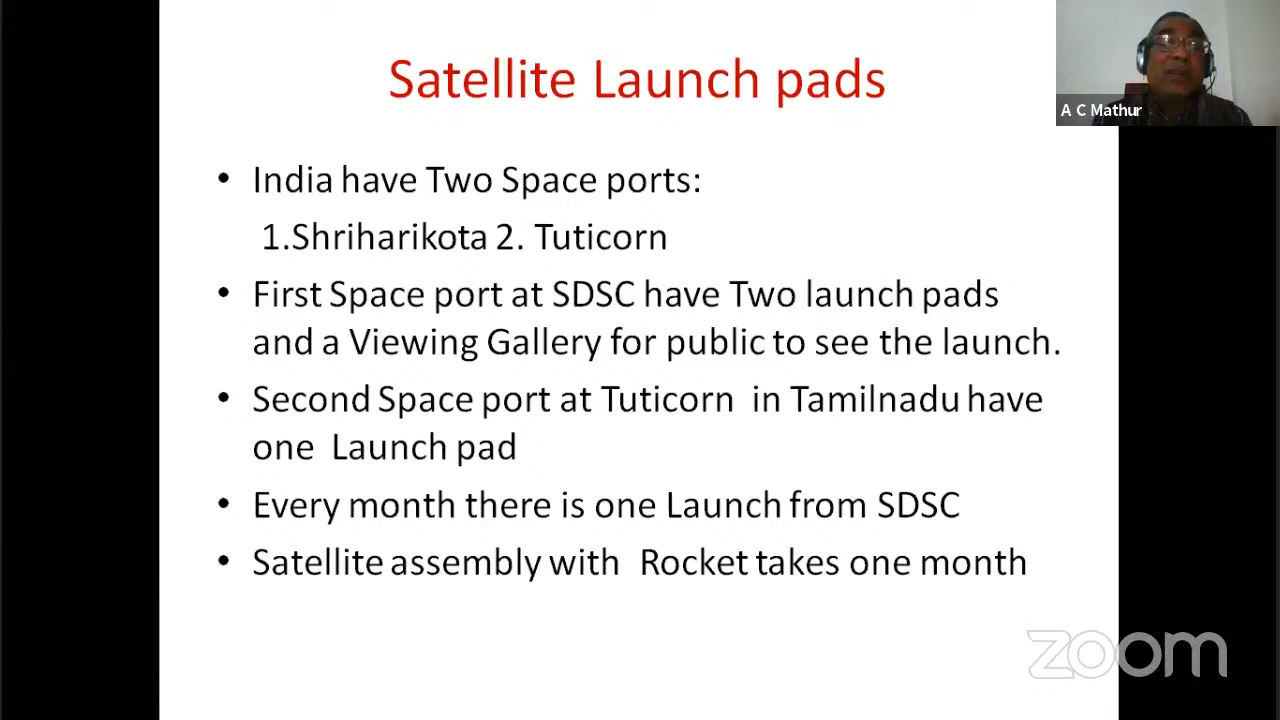 Satellite Launch pads
A C Mathur
• India have Two Space ports:
1.Shriharikota 2. Tuticorn
• First Space port at SDSC have Two launch pads
and a Viewing Gallery for public to see the launch.
• Second Space port at Tuticorn in Tamilnadu have
one Launch pad
• Every month there is one Launch from SDSC
• Satellite assembly with Rocket takes one month
zoom